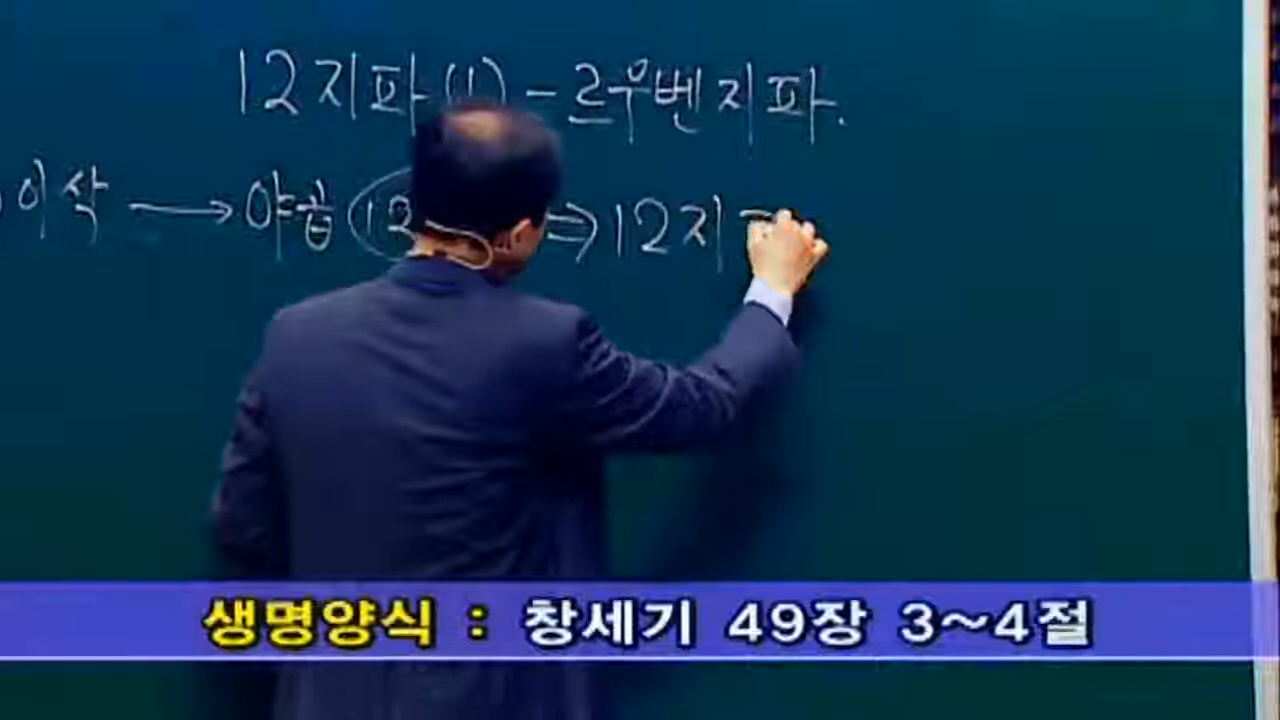 12지파(1)-르우벤지파.
이삭 → 야곱 (12 ⇒ 12지
생명양식 : 창세기 49장 3~4절